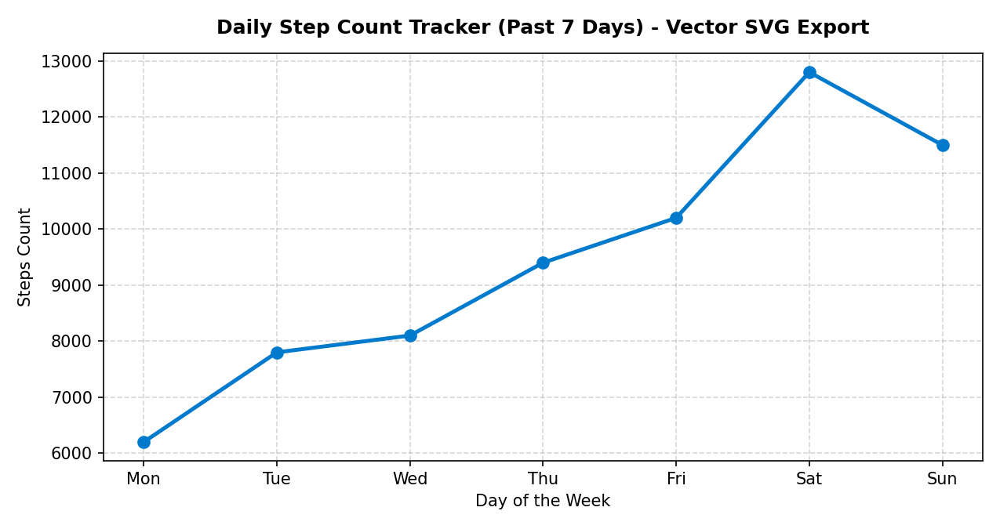 Daily Step Count Tracker (Past 7 Days) - Vector SVG Export
13000
12000
11000
10000
9000
8000
7000
6000
Steps Count
Mon Tue Wed Thu Fri Sat Sun
Day of the Week